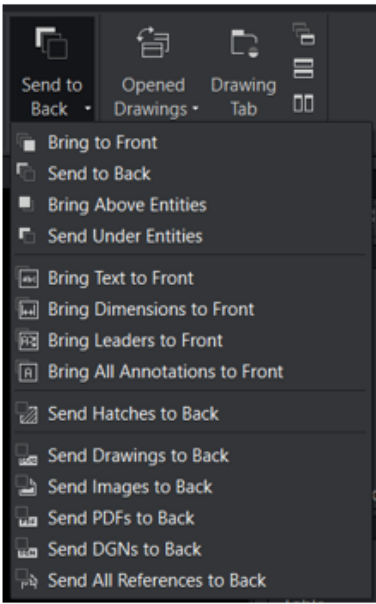 Send to
Back
Opened
Drawings
Drawing
Tab
Bring to Front
Send to Back
Bring Above Entities
Send Under Entities
Bring Text to Front
Bring Dimensions to Front
Bring Leaders to Front
Bring All Annotations to Front
Send Hatches to Back
Send Drawings to Back
Send Images to Back
Send PDFs to Back
Send DGNs to Back
Send All References to Back